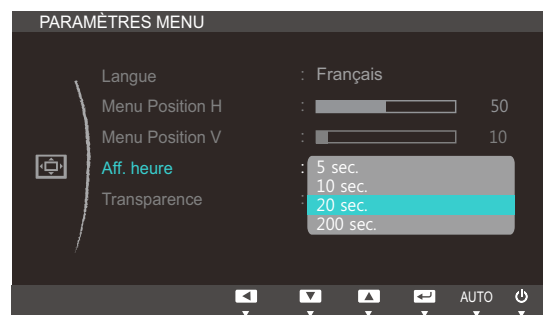 PARAMÈTRES MENU
Langue : Français
Menu Position H : 50
Menu Position V : 10
Aff. heure : 5 sec.
10 sec.
Transparence : 20 sec.
200 sec.
AUTO